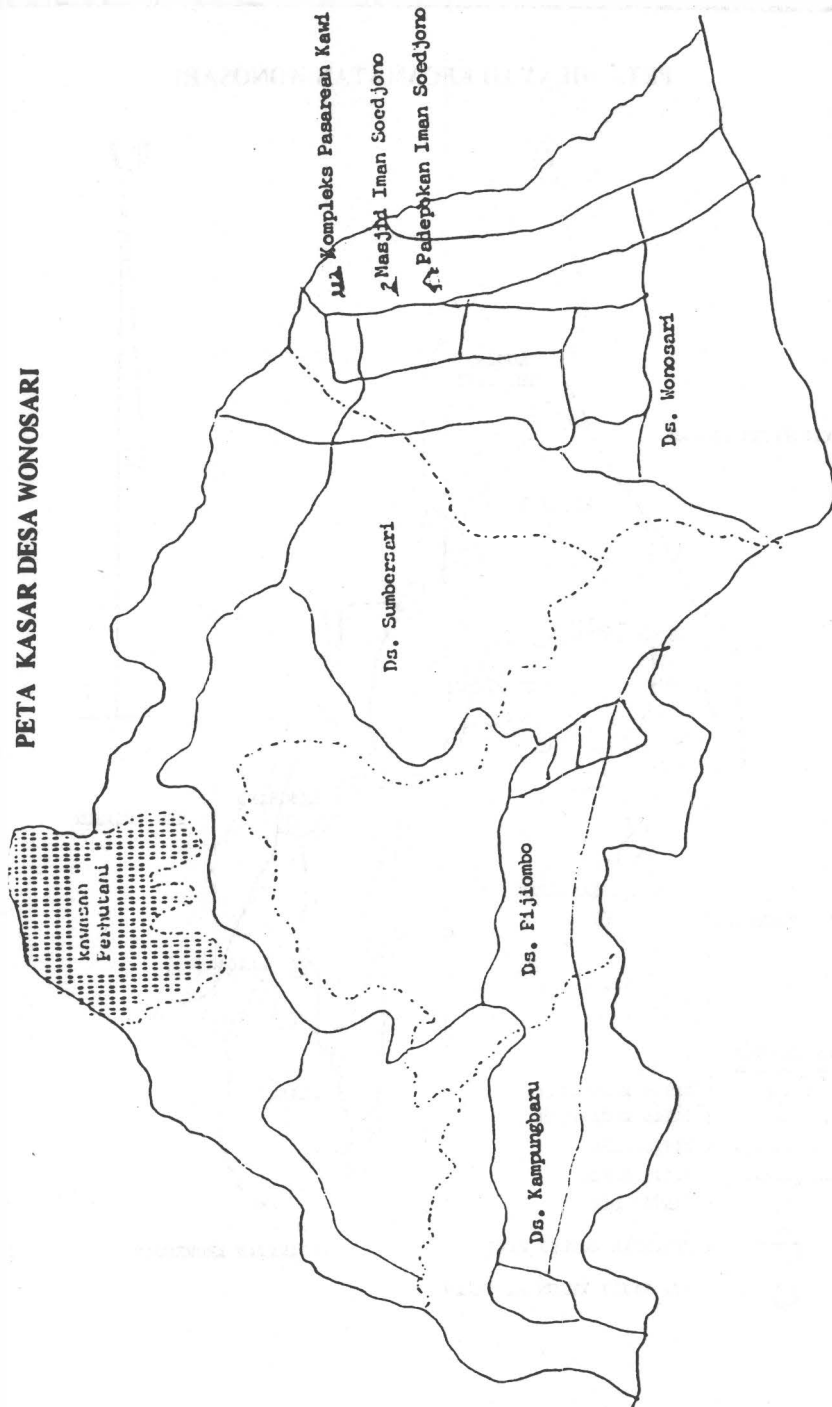 PETA KASAR DESA WONOSARI
Kawasan
Perhutani
Kompleks Pasarean Kawi
Masjid Iman Soedjono
Padepokan Iman Soedjono
Ds. Sumbersari
Ds. Wonosari
Ds. Pijiombo
Ds. Kampungbaru